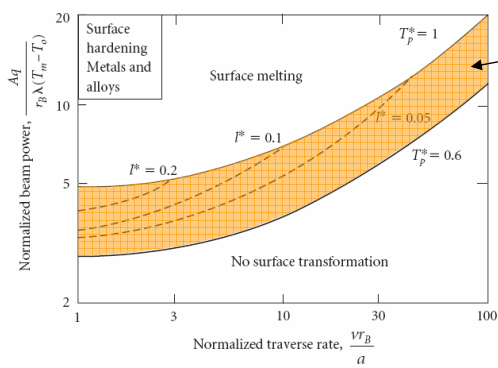 Surface
hardening
Metals and
alloys
T*p = 1
Surface melting
l* = 0.05
l* = 0.1
T*p = 0.6
l* = 0.2
No surface transformation
20
10
5
2
1
3
10
30
100
Normalized beam power, Aq / rBλ(Tm−To)
Normalized traverse rate, vrB / a